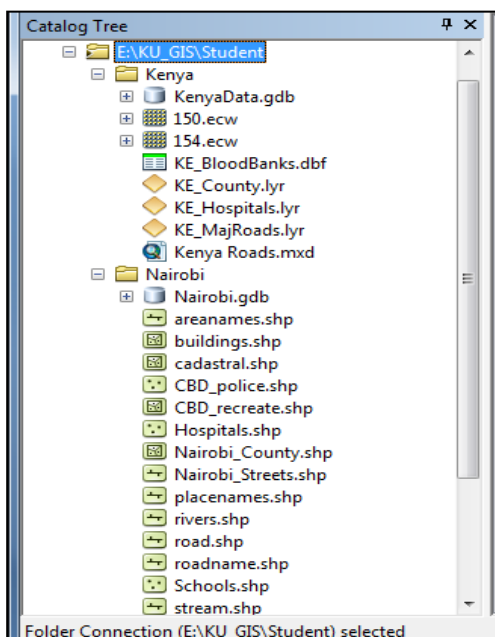 Catalog Tree
E:\KU_GIS\Student
Kenya
KenyaData.gdb
150.ecw
154.ecw
KE_BloodBanks.dbf
KE_County.lyr
KE_Hospitals.lyr
KE_MajRoads.lyr
Kenya Roads.mxd
Nairobi
Nairobi.gdb
areanames.shp
buildings.shp
cadastral.shp
CBD_police.shp
CBD_recreate.shp
Hospitals.shp
Nairobi_County.shp
Nairobi_Streets.shp
placenames.shp
rivers.shp
road.shp
roadname.shp
Schools.shp
stream.shp
Folder Connection (E:\KU_GIS\Student) selected